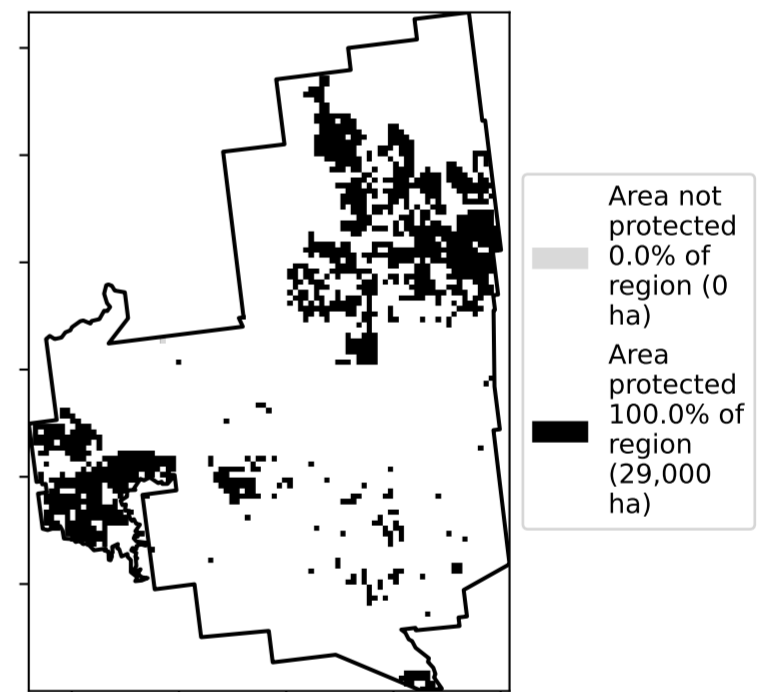 Area not
protected
0.0% of
region (0
ha)
Area
protected
100.0% of
region
(29,000
ha)